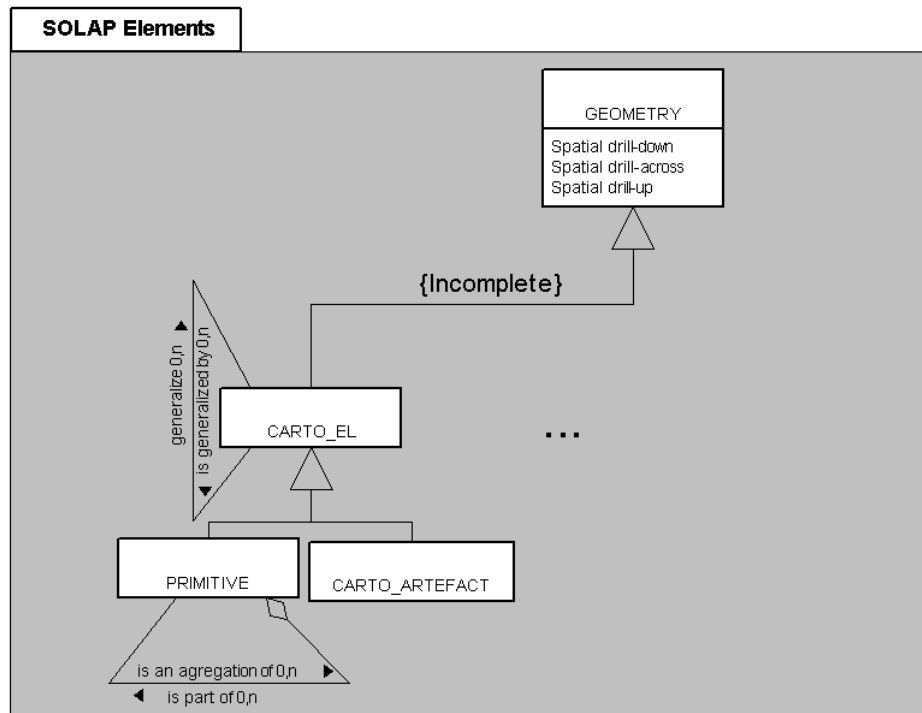 SOLAP Elements
GEOMETRY
Spatial drill-down
Spatial drill-across
Spatial drill-up
{Incomplete}
generalize 0,n
is generalized by 0,n
CARTO_EL
...
PRIMITIVE
CARTO_ARTEFACT
is an agregation of 0,n
is part of 0,n